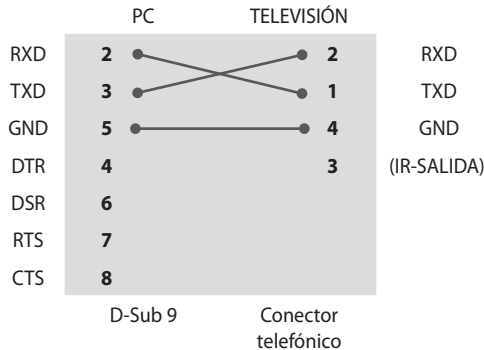 PC TELEVISIÓN
RXD 2 2 RXD
TXD 3 1 TXD
GND 5 4 GND
DTR 4 3 (IR-SALIDA)
DSR 6
RTS 7
CTS 8
D-Sub 9 Conector
telefónico